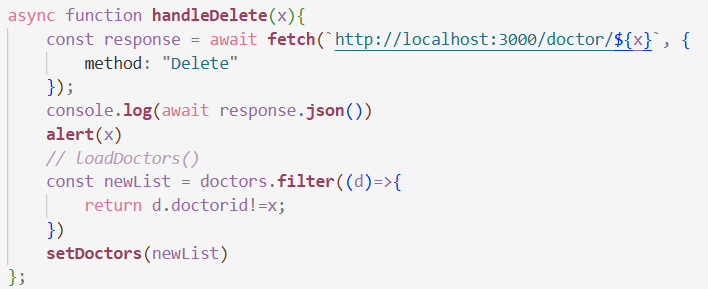 async function handleDelete(x){
    const response = await fetch(`http://localhost:3000/doctor/${x}`, {
        method: "Delete"
    });
    console.log(await response.json())
    alert(x)
    // loadDoctors()
    const newList = doctors.filter((d)=>{
        return d.doctorid!=x;
    })
    setDoctors(newList)
};